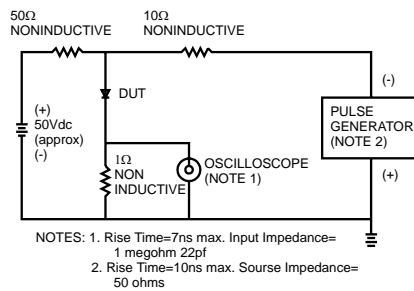 50Ω
NONINDUCTIVE
10Ω
NONINDUCTIVE
DUT
(+)
50Vdc
(approx)
(-)
1Ω
NON
INDUCTIVE
OSCILLOSCOPE
(NOTE 1)
(-)
PULSE
GENERATOR
(NOTE 2)
(+)
NOTES: 1. Rise Time=7ns max. Input Impedance=
1 megohm 22pf
2. Rise Time=10ns max. Sourse Impedance=
50 ohms